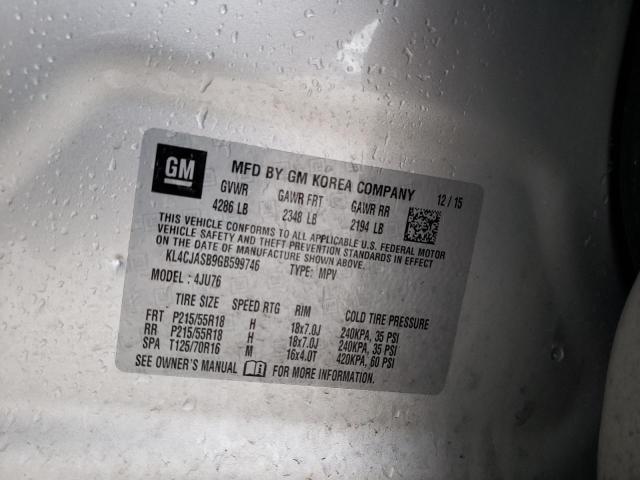 GM
MFD BY GM KOREA COMPANY 12 / 15
GVWR GAWR FRT GAWR RR
4286 LB 2348 LB 2194 LB
THIS VEHICLE CONFORMS TO ALL APPLICABLE U.S. FEDERAL MOTOR
VEHICLE SAFETY AND THEFT PREVENTION STANDARDS IN EFFECT
ON THE DATE OF MANUFACTURE SHOWN ABOVE.
KL4CJASB9GB599746 TYPE: MPV
MODEL : 4JU76
TIRE SIZE SPEED RTG RIM COLD TIRE PRESSURE
FRT P215/55R18 H 18x7.0J 240KPA, 35 PSI
RR P215/55R18 H 18x7.0J 240KPA, 35 PSI
SPA T125/70R16 M 16x4.0T 420KPA, 60 PSI
SEE OWNER'S MANUAL FOR MORE INFORMATION.